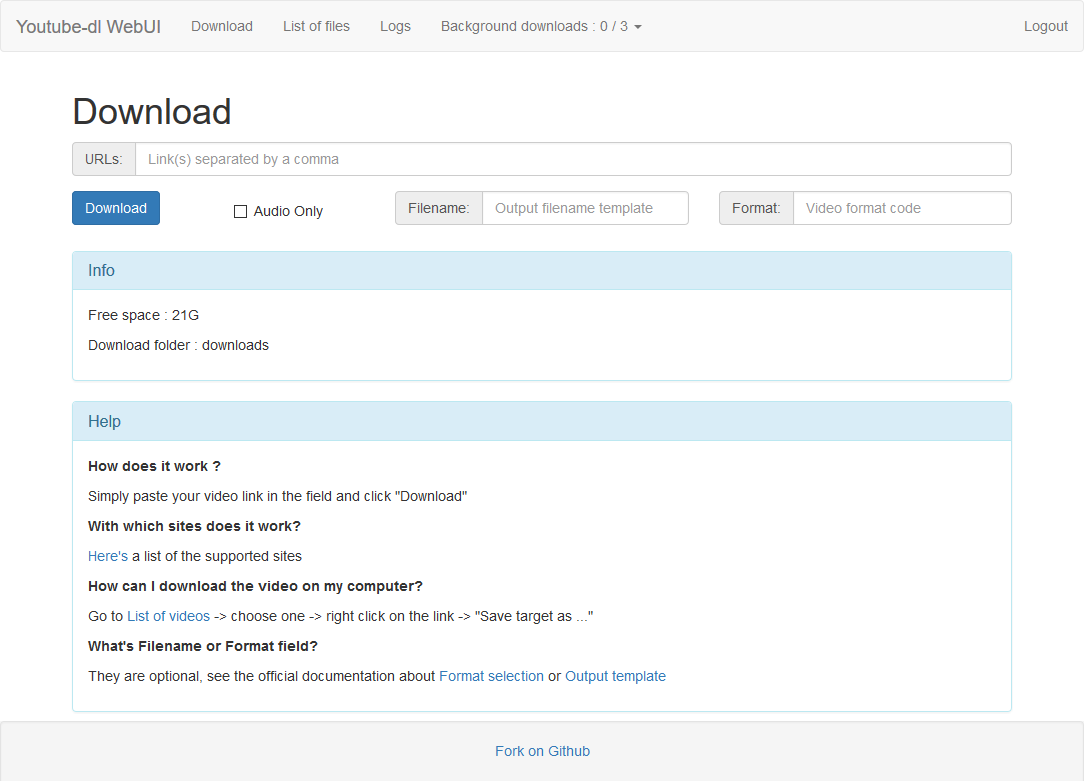 Youtube-dl WebUI Download List of files Logs Background downloads : 0 / 3 Logout
Download
URLs: Link(s) separated by a comma
Download Audio Only Filename: Output filename template Format: Video format code
Info
Free space : 21G
Download folder : downloads
Help
How does it work ?
Simply paste your video link in the field and click "Download"
With which sites does it work?
Here's a list of the supported sites
How can I download the video on my computer?
Go to List of videos -> choose one -> right click on the link -> "Save target as ..."
What's Filename or Format field?
They are optional, see the official documentation about Format selection or Output template
Fork on Github